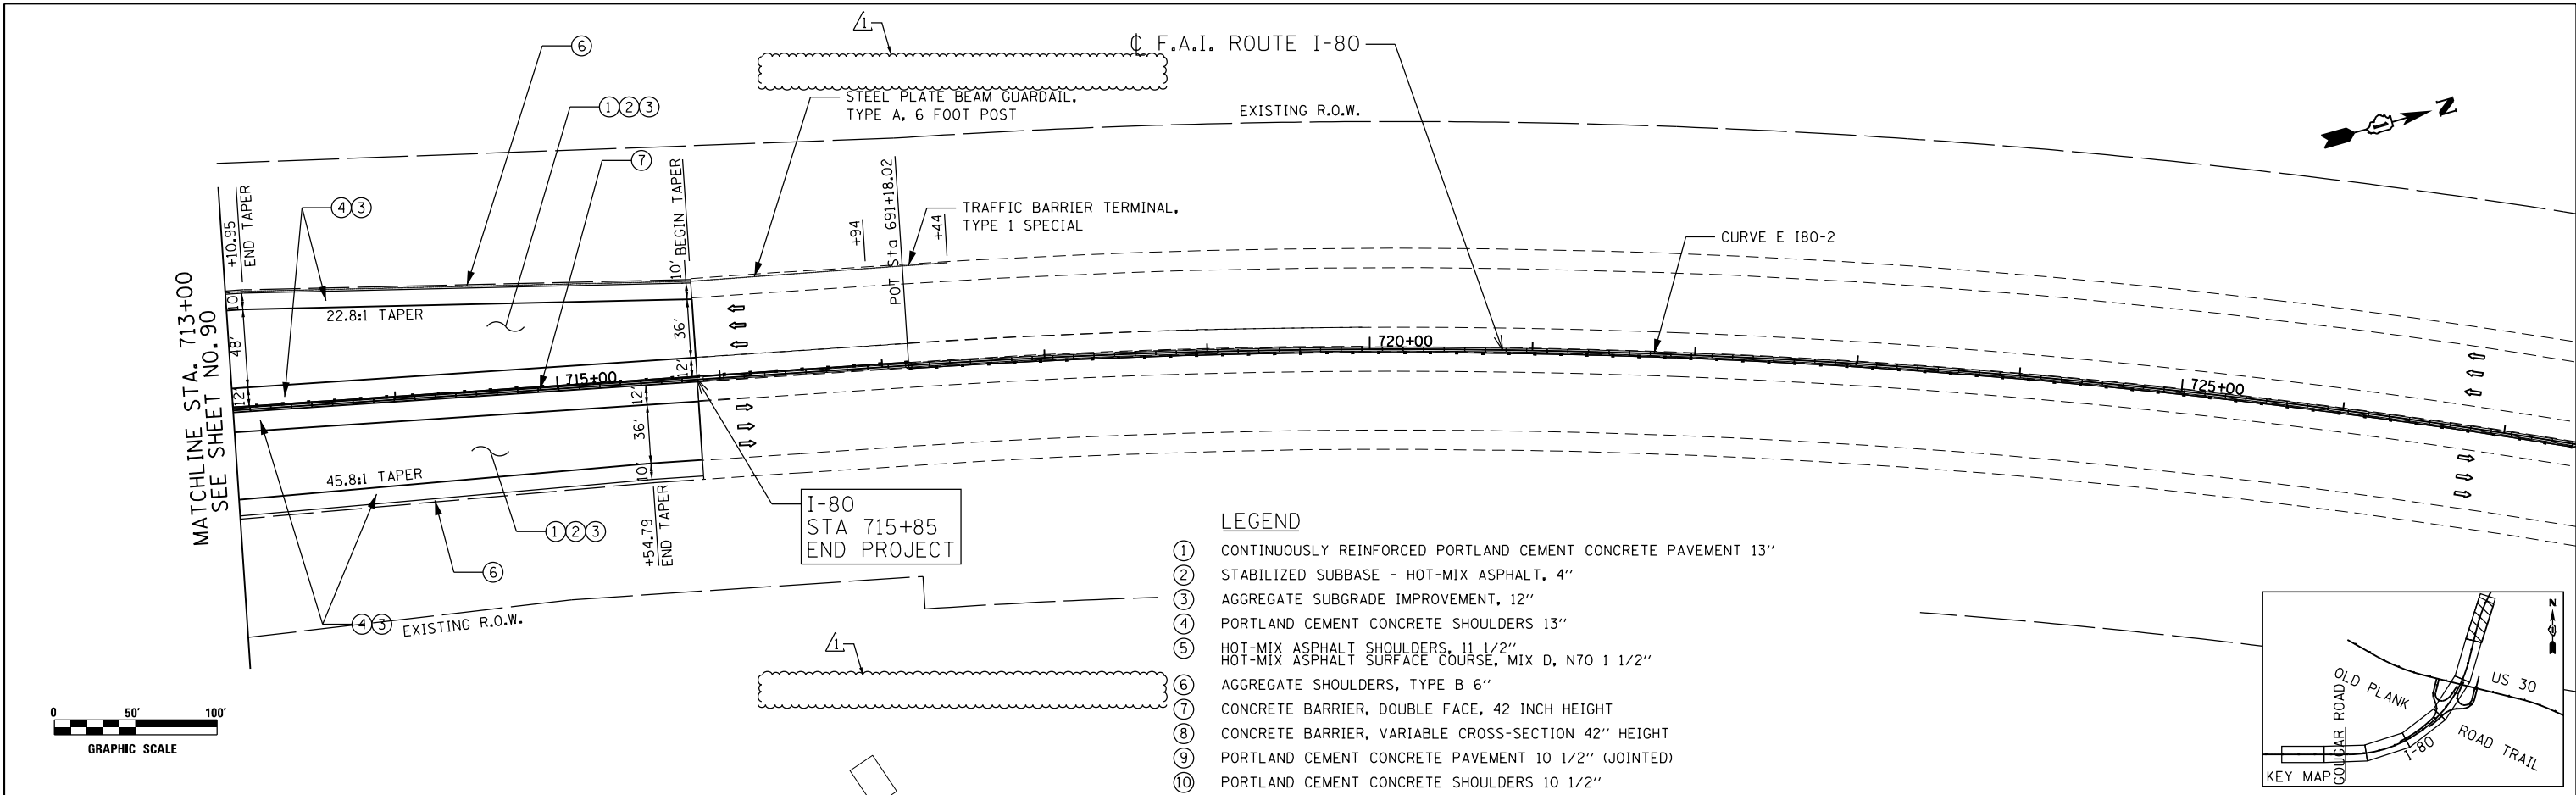 6
1
℄ F.A.I. ROUTE I-80
1 2 3
STEEL PLATE BEAM GUARDAIL,
TYPE A, 6 FOOT POST
EXISTING R.O.W.
N
7
4 3
+10.95
END TAPER
BEGIN TAPER
10'
+94
POT Sta 691+18.02
+44
TRAFFIC BARRIER TERMINAL,
TYPE 1 SPECIAL
CURVE E I80-2
MATCHLINE STA. 713+00
SEE SHEET NO. 90
10'
22.8:1 TAPER
48'
36'
12'
12'
715+00
720+00
725+00
12'
36'
10'
45.8:1 TAPER
1 2 3
+54.79
END TAPER
6
4 3
EXISTING R.O.W.
I-80
STA 715+85
END PROJECT
1
0 50' 100'
GRAPHIC SCALE
LEGEND
1 CONTINUOUSLY REINFORCED PORTLAND CEMENT CONCRETE PAVEMENT 13''
2 STABILIZED SUBBASE - HOT-MIX ASPHALT, 4''
3 AGGREGATE SUBGRADE IMPROVEMENT, 12''
4 PORTLAND CEMENT CONCRETE SHOULDERS 13''
5 HOT-MIX ASPHALT SHOULDERS, 11 1/2''
HOT-MIX ASPHALT SURFACE COURSE, MIX D, N70 1 1/2''
6 AGGREGATE SHOULDERS, TYPE B 6''
7 CONCRETE BARRIER, DOUBLE FACE, 42 INCH HEIGHT
8 CONCRETE BARRIER, VARIABLE CROSS-SECTION 42'' HEIGHT
9 PORTLAND CEMENT CONCRETE PAVEMENT 10 1/2'' (JOINTED)
10 PORTLAND CEMENT CONCRETE SHOULDERS 10 1/2''
N
US 30
OLD PLANK
ROAD TRAIL
GOUGAR ROAD
I-80
KEY MAP